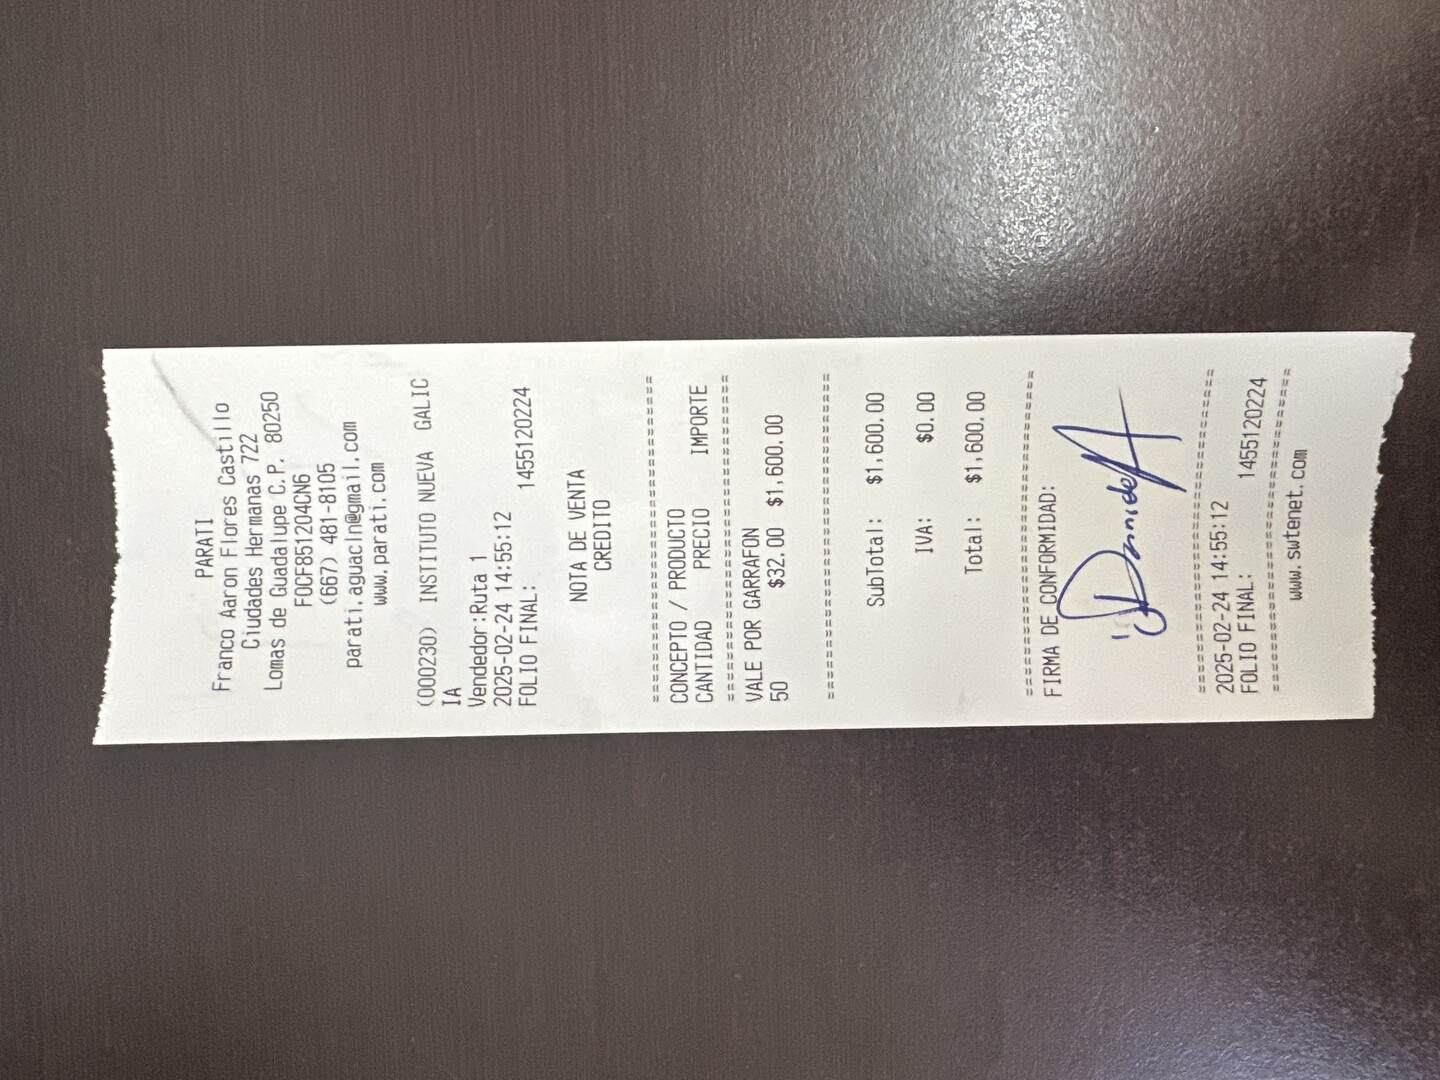 PARATI
Franco Aaron Flores Castillo
Ciudades Hermanas 722
Lomas de Guadalupe C.P. 80250
FOCF851204CN6
(667) 481-8105
parati.aguacln@gmail.com
www.parati.com
(000230) INSTITUTO NUEVA GALIC
IA
Vendedor:Ruta 1
2025-02-24 14:55:12
FOLIO FINAL: 1455120224
NOTA DE VENTA
CREDITO
================================
CONCEPTO / PRODUCTO
CANTIDAD PRECIO IMPORTE
================================
VALE POR GARRAFON
50 $32.00 $1,600.00
================================
SubTotal: $1,600.00
IVA: $0.00
Total: $1,600.00
================================
FIRMA DE CONFORMIDAD:
================================
2025-02-24 14:55:12
FOLIO FINAL: 1455120224
================================
www.sutenet.com